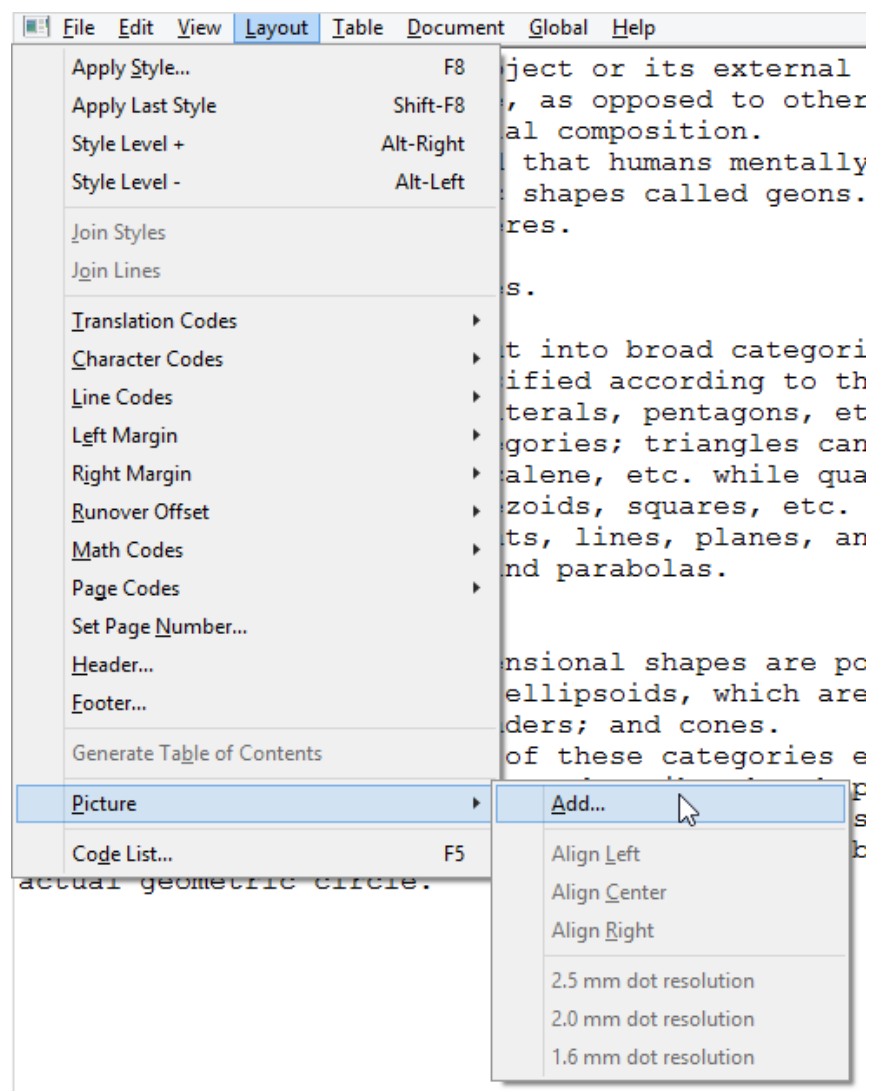 File Edit View Layout Table Document Global Help
Apply Style... F8
Apply Last Style Shift-F8
Style Level + Alt-Right
Style Level - Alt-Left
Join Styles
Join Lines
Translation Codes
Character Codes
Line Codes
Left Margin
Right Margin
Runover Offset
Math Codes
Page Codes
Set Page Number...
Header...
Footer...
Generate Table of Contents
Picture
Code List... F5
Add...
Align Left
Align Center
Align Right
2.5 mm dot resolution
2.0 mm dot resolution
1.6 mm dot resolution
ject or its external
, as opposed to other
al composition.
that humans mentally
shapes called geons.
res.
s.
t into broad categori
ified according to th
terals, pentagons, et
gories; triangles can
alene, etc. while qua
zoids, squares, etc.
ts, lines, planes, an
nd parabolas.
nsional shapes are po
ellipsoids, which are
ders; and cones.
of these categories e
actual geometric circle.